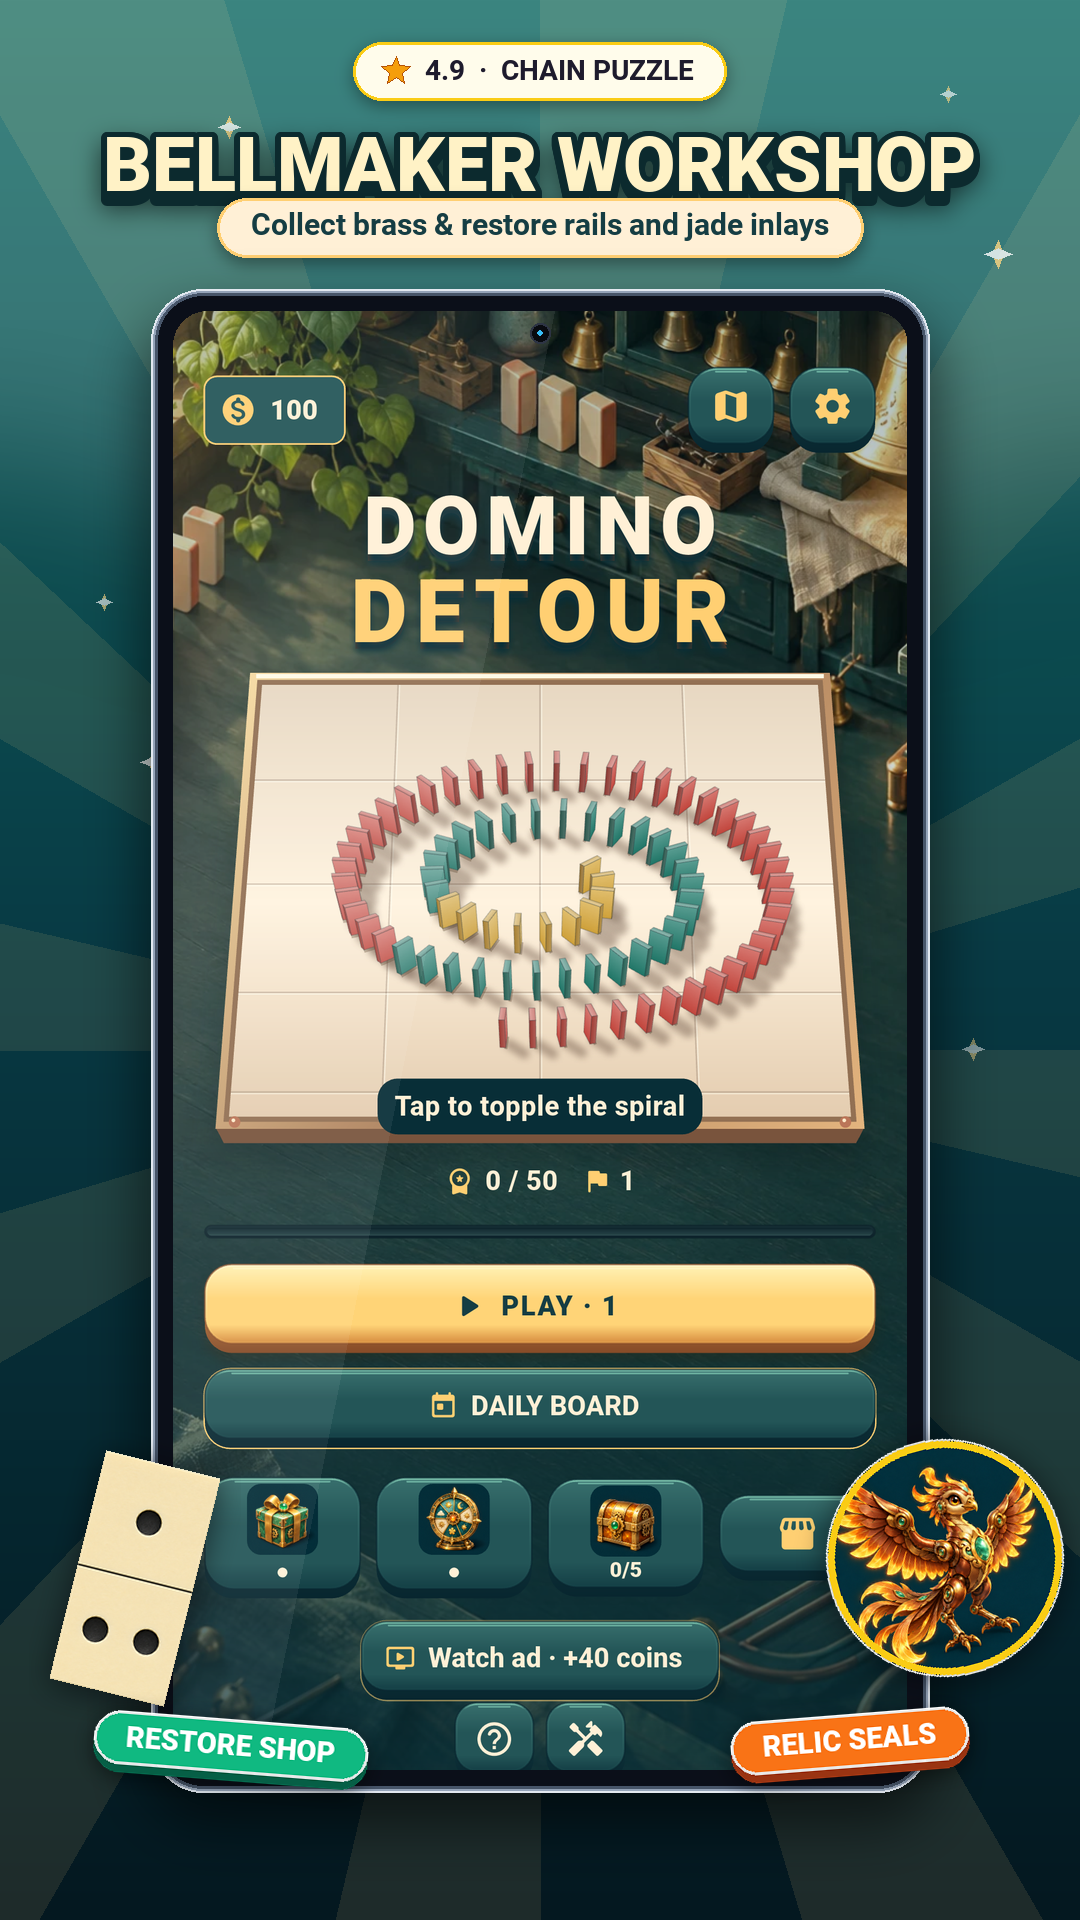 4.9 · CHAIN PUZZLE
BELLMAKER WORKSHOP
Collect brass & restore rails and jade inlays
100
DOMINO
DETOUR
Tap to topple the spiral
0 / 50
1
PLAY · 1
DAILY BOARD
0/5
Watch ad · +40 coins
RESTORE SHOP
RELIC SEALS